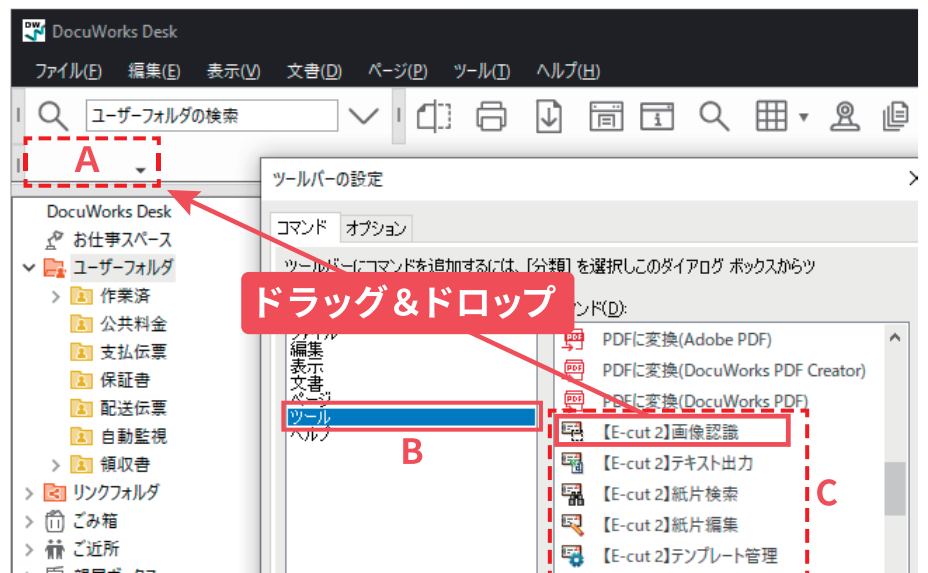 DocuWorks Desk
ファイル(F) 編集(E) 表示(V) 文書(D) ページ(P) ツール(T) ヘルプ(H)
ユーザーフォルダの検索
A
ツールバーの設定
コマンド オプション
ツールバーにコマンドを追加するには、[分類] を選択しこのダイアログ ボックスからツ
ドラッグ&ドロップ
ンド(D):
DocuWorks Desk
お仕事スペース
ユーザーフォルダ
作業済
公共料金
支払伝票
保証書
配送伝票
自動監視
領収書
リンクフォルダ
ごみ箱
ご近所
ファイル
編集
表示
文書
ページ
ツール
ヘルプ
B
PDFに変換(Adobe PDF)
PDFに変換(DocuWorks PDF Creator)
PDFに変換(DocuWorks PDF)
【E-cut 2】画像認識
【E-cut 2】テキスト出力
【E-cut 2】紙片検索
【E-cut 2】紙片編集
【E-cut 2】テンプレート管理
C